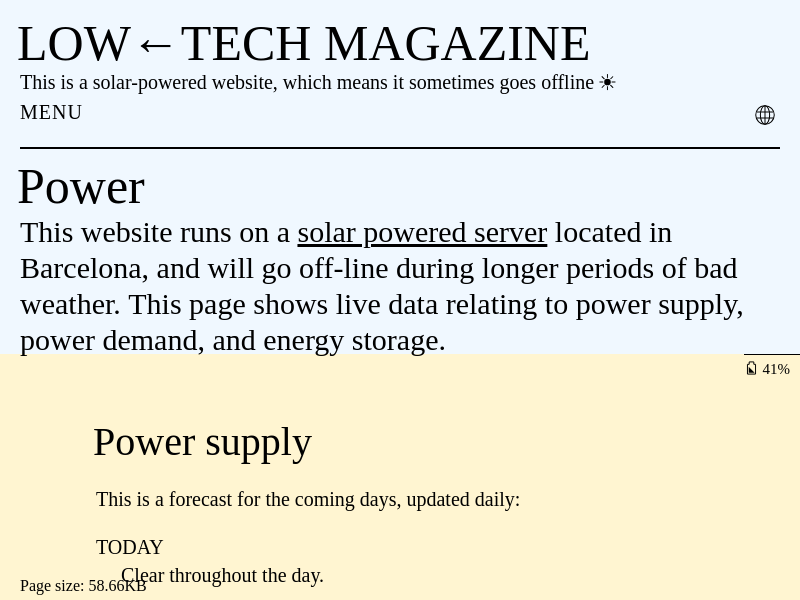 LOW←TECH MAGAZINE
This is a solar-powered website, which means it sometimes goes offline ☀
MENU
Power
This website runs on a solar powered server located in
Barcelona, and will go off-line during longer periods of bad
weather. This page shows live data relating to power supply,
power demand, and energy storage.
41%
Power supply
This is a forecast for the coming days, updated daily:
TODAY
Clear throughout the day.
Page size: 58.66KB